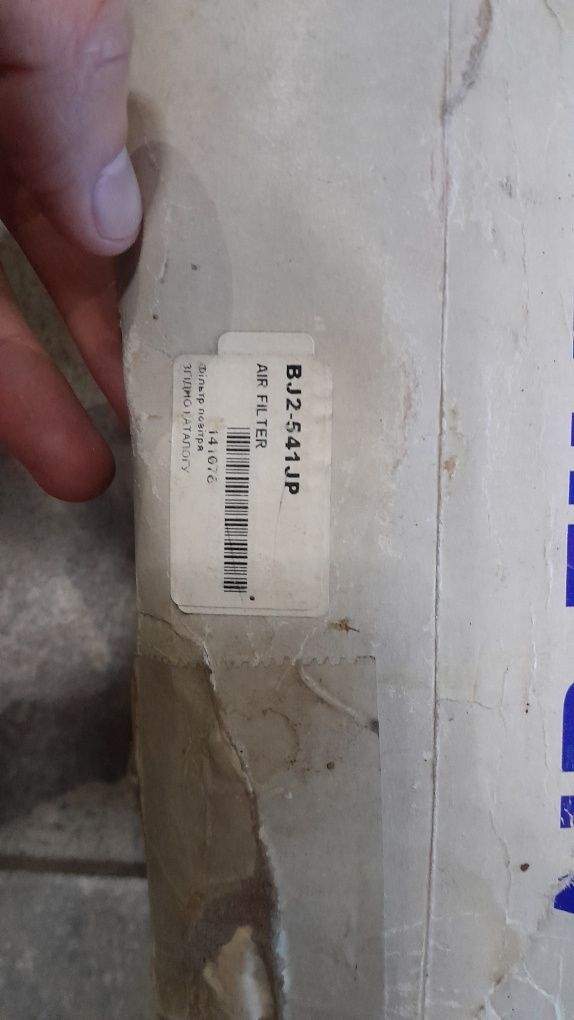 BJ2-541JP
AIR FILTER
141076
Фільтр повітря
ЗГІДНО КАТАЛОГУ